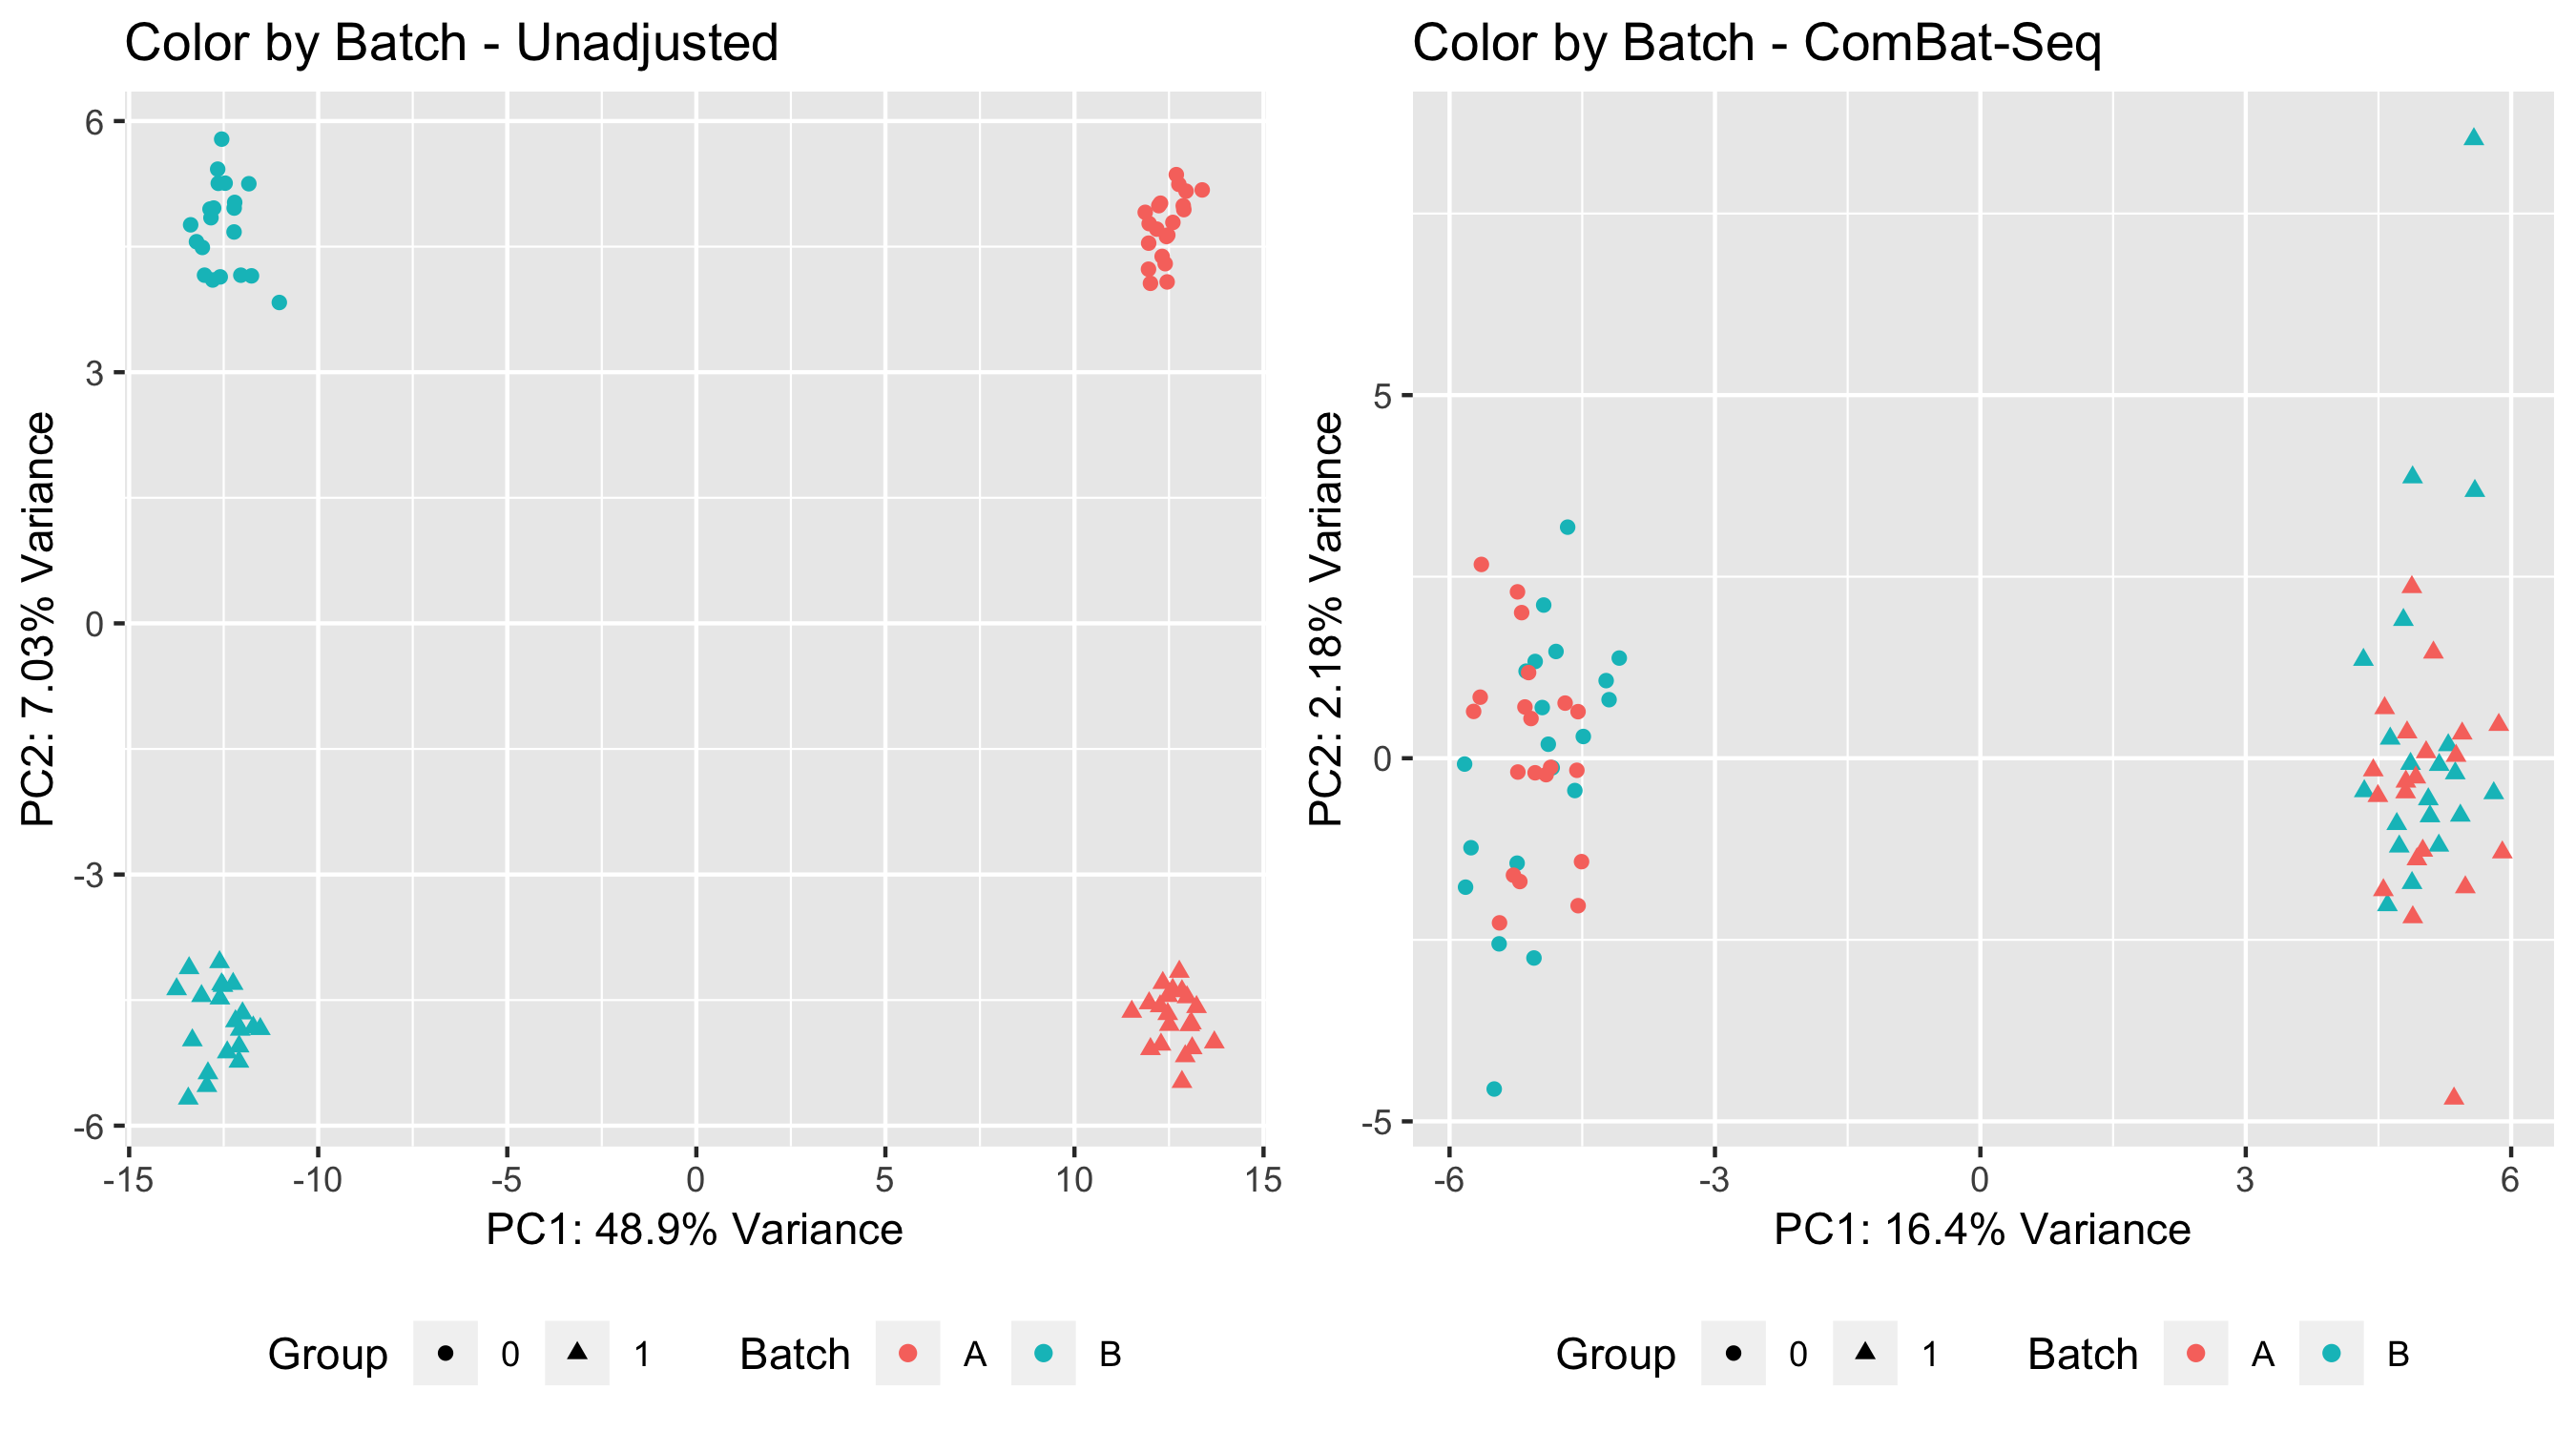 Color by Batch - Unadjusted
6
3
0
-3
-6
PC2: 7.03% Variance
-15 -10 -5 0 5 10 15
PC1: 48.9% Variance
Group 0 1 Batch A B
Color by Batch - ComBat-Seq
5
0
-5
PC2: 2.18% Variance
-6 -3 0 3 6
PC1: 16.4% Variance
Group 0 1 Batch A B